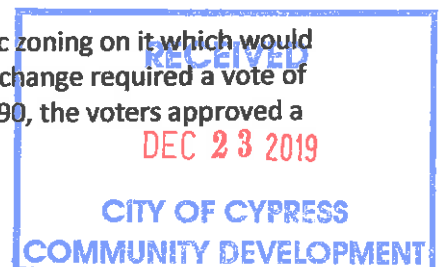 c zoning on it which would
RECEIVED
change required a vote of
90, the voters approved a
DEC 23 2019
CITY OF CYPRESS
COMMUNITY DEVELOPMENT